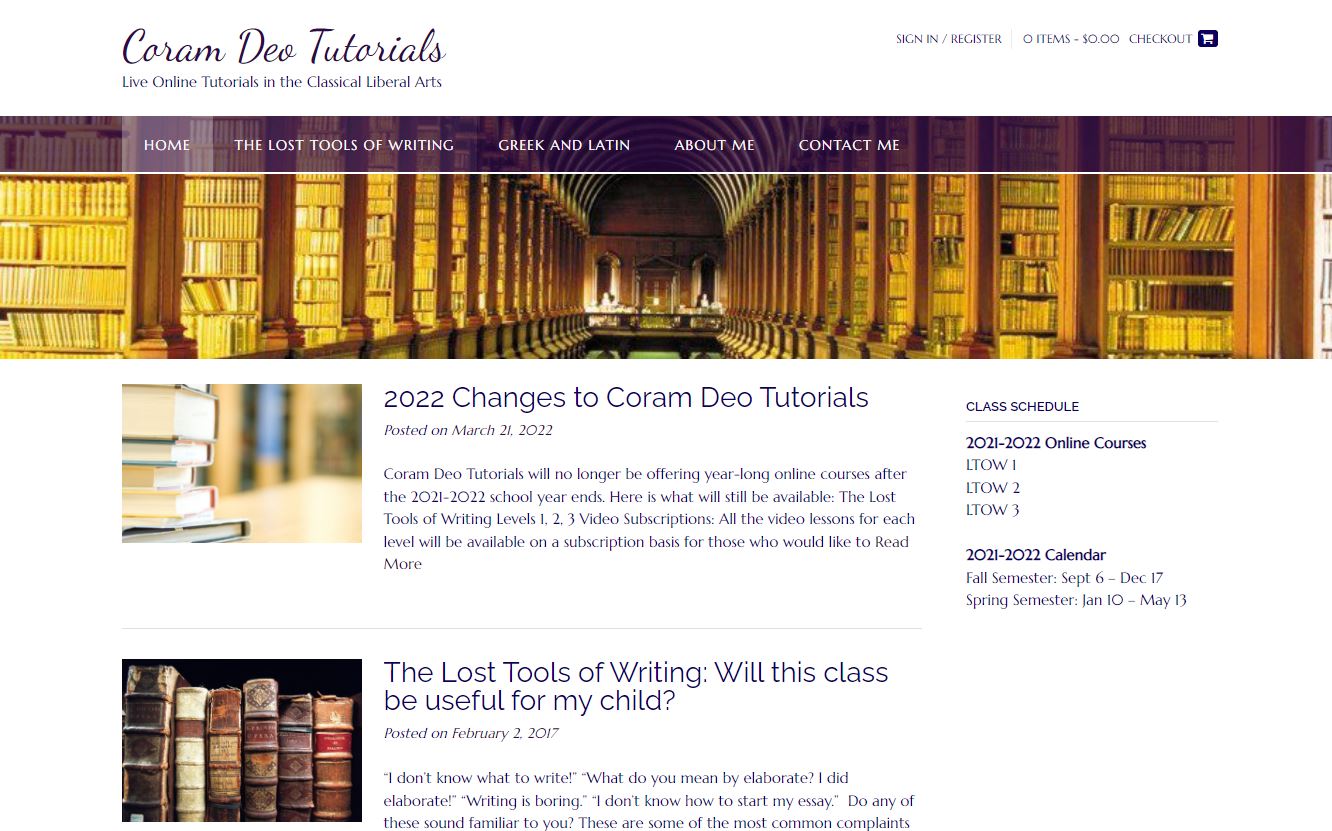 Coram Deo Tutorials
Live Online Tutorials in the Classical Liberal Arts
SIGN IN / REGISTER
0 ITEMS - $0.00 CHECKOUT
HOME THE LOST TOOLS OF WRITING GREEK AND LATIN ABOUT ME CONTACT ME
2022 Changes to Coram Deo Tutorials
Posted on March 21, 2022
Coram Deo Tutorials will no longer be offering year-long online courses after
the 2021-2022 school year ends. Here is what will still be available: The Lost
Tools of Writing Levels 1, 2, 3 Video Subscriptions: All the video lessons for each
level will be available on a subscription basis for those who would like to Read
More
The Lost Tools of Writing: Will this class
be useful for my child?
Posted on February 2, 2017
“I don’t know what to write!” “What do you mean by elaborate? I did
elaborate!” “Writing is boring.” “I don’t know how to start my essay.”  Do any of
these sound familiar to you? These are some of the most common complaints
CLASS SCHEDULE
2021-2022 Online Courses
LTOW 1
LTOW 2
LTOW 3
2021-2022 Calendar
Fall Semester: Sept 6 – Dec 17
Spring Semester: Jan 10 – May 13